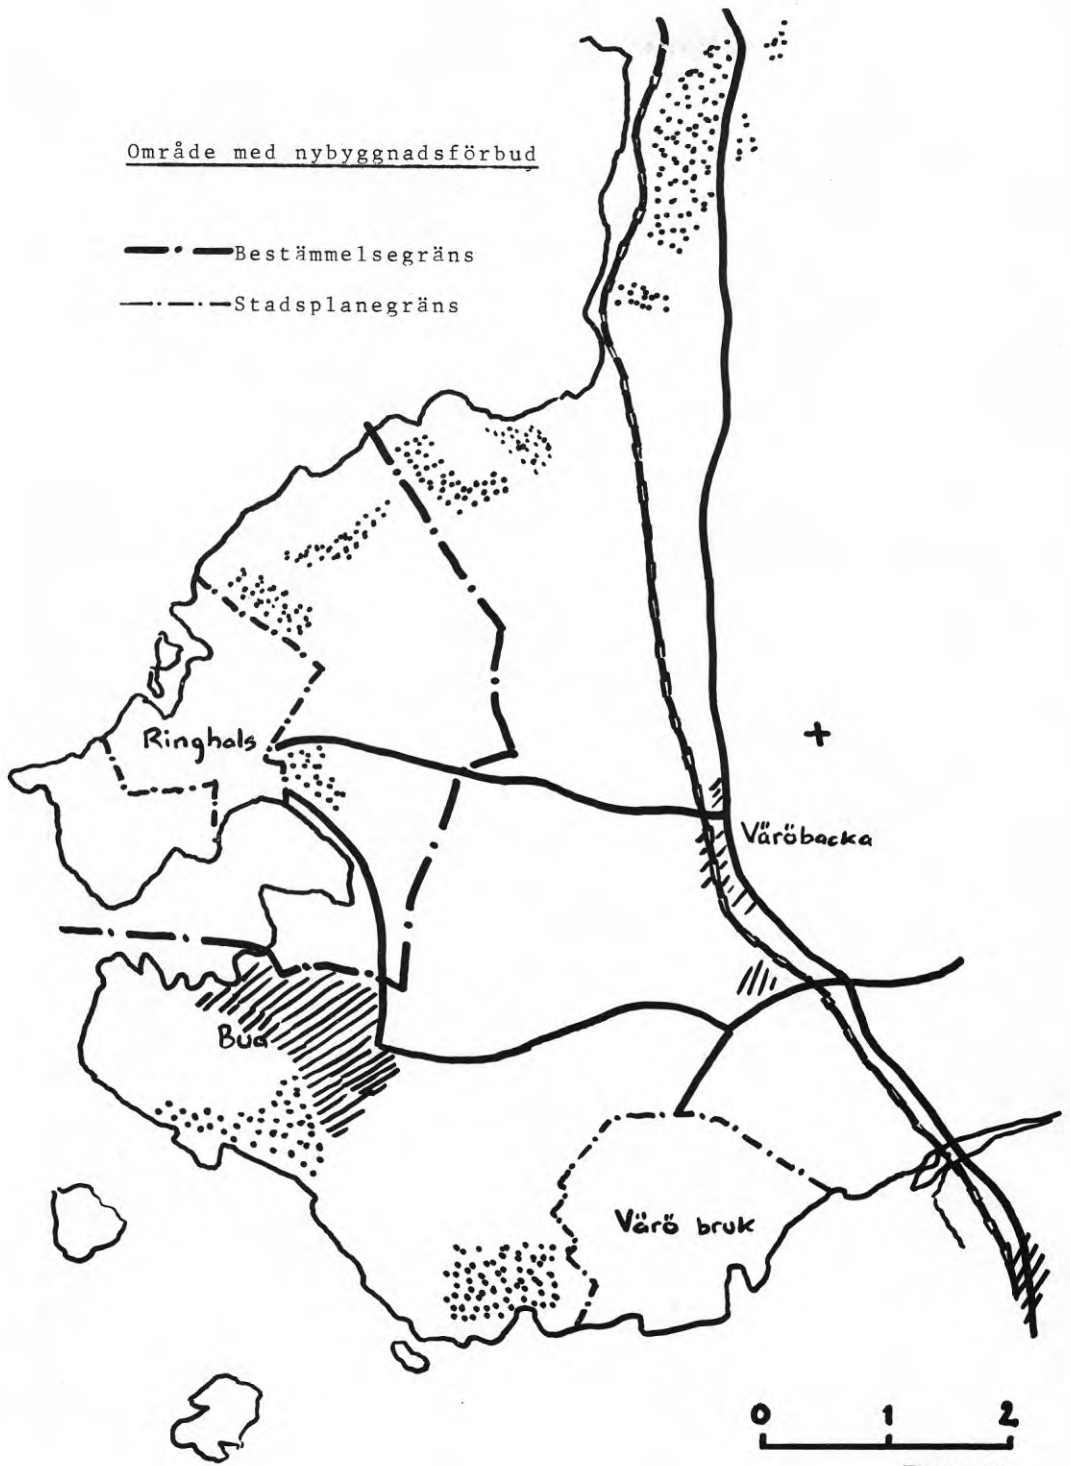 Område med nybyggnadsförbud
Bestämmelsegräns
Stadsplanegräns
Ringhals
Väröbacka
Bua
Värö bruk
0 1 2